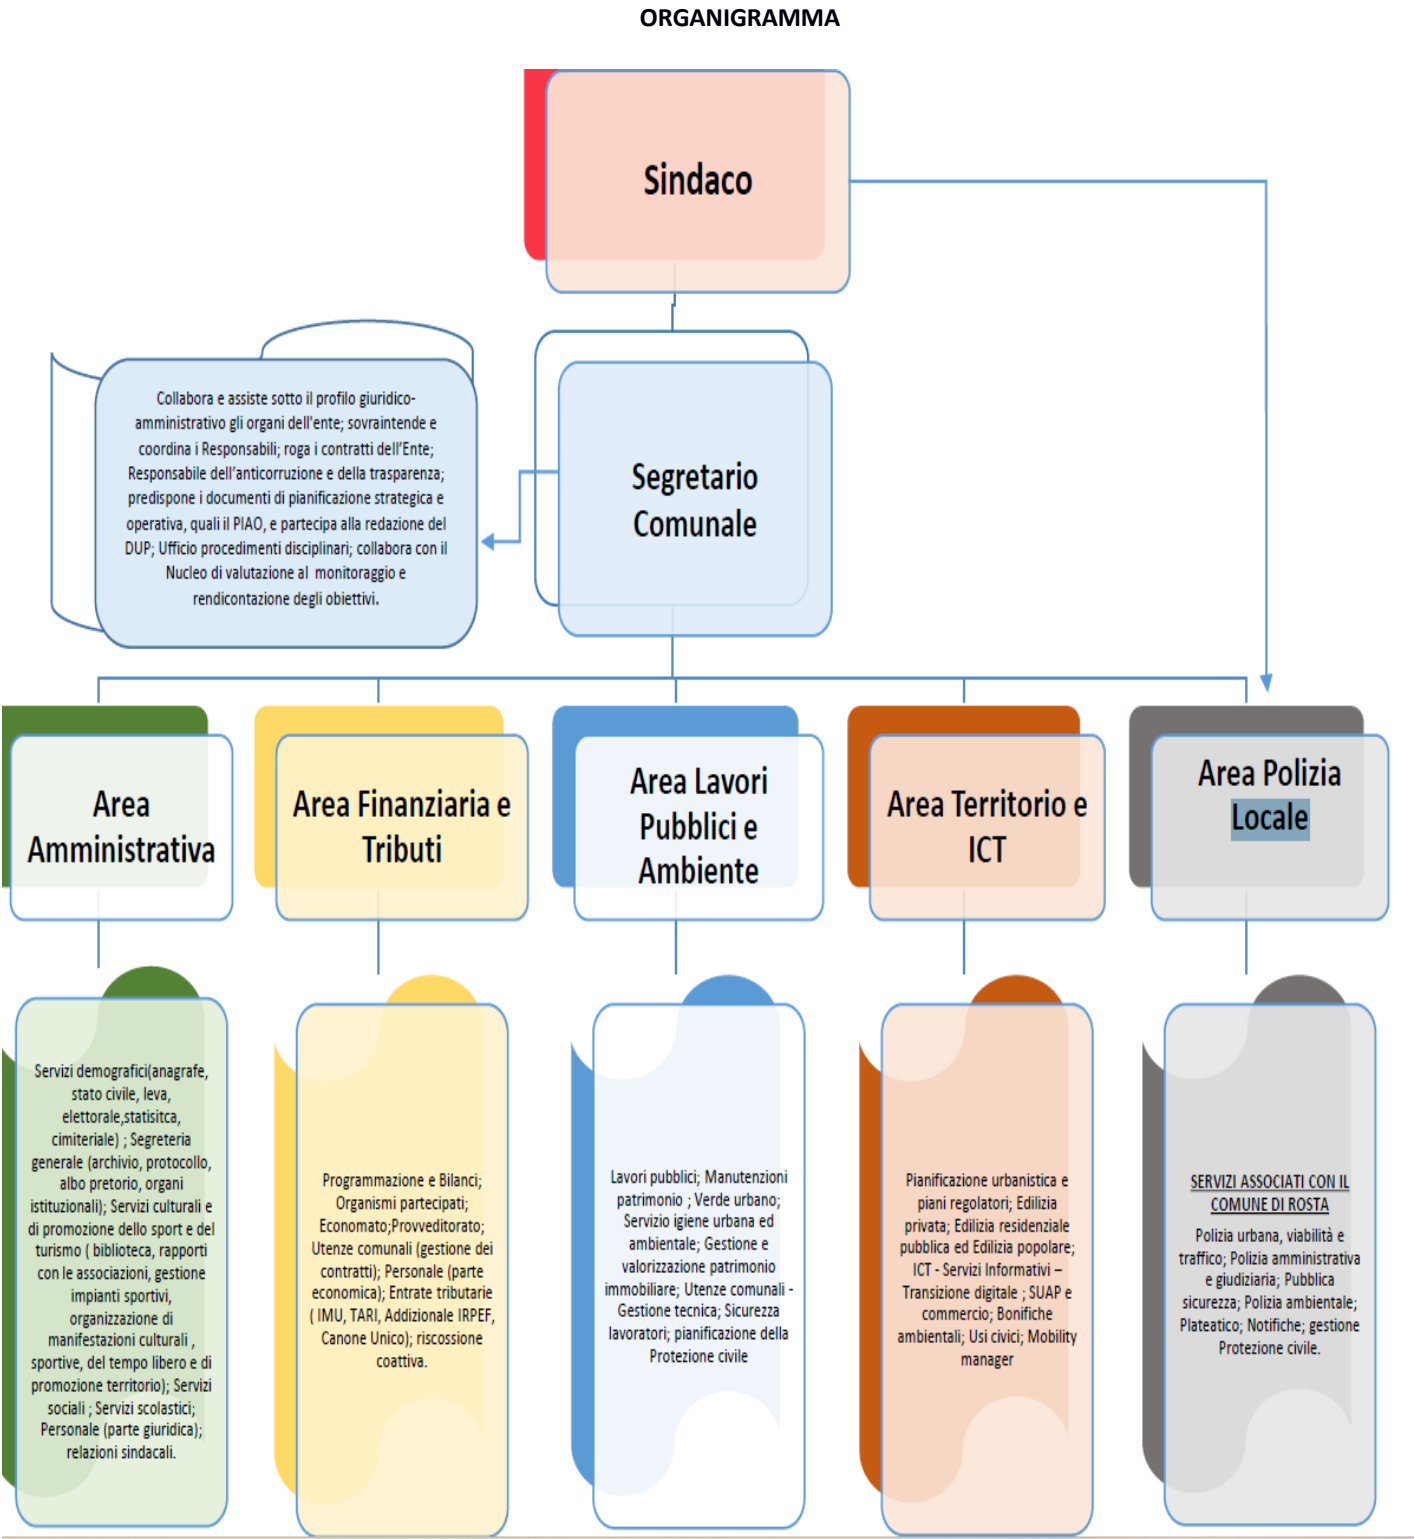 ORGANIGRAMMA
Sindaco
Collabora e assiste sotto il profilo giuridico-
amministrativo gli organi dell'ente; sovraintende e
coordina i Responsabili; roga i contratti dell’Ente;
Responsabile dell’anticorruzione e della trasparenza;
predispone i documenti di pianificazione strategica e
operativa, quali il PIAO, e partecipa alla redazione del
DUP; Ufficio procedimenti disciplinari; collabora con il
Nucleo di valutazione al monitoraggio e
rendicontazione degli obiettivi.
Segretario
Comunale
Area
Amministrativa
Area Finanziaria e
Tributi
Area Lavori
Pubblici e
Ambiente
Area Territorio e
ICT
Area Polizia
Locale
Servizi demografici(anagrafe,
stato civile, leva,
elettorale,statisitca,
cimiteriale) ; Segreteria
generale (archivio, protocollo,
albo pretorio, organi
istituzionali); Servizi culturali e
di promozione dello sport e del
turismo ( biblioteca, rapporti
con le associazioni, gestione
impianti sportivi,
organizzazione di
manifestazioni culturali ,
sportive, del tempo libero e di
promozione territorio); Servizi
sociali ; Servizi scolastici;
Personale (parte giuridica);
relazioni sindacali.
Programmazione e Bilanci;
Organismi partecipati;
Economato;Provveditorato;
Utenze comunali (gestione dei
contratti); Personale (parte
economica); Entrate tributarie
( IMU, TARI, Addizionale IRPEF,
Canone Unico); riscossione
coattiva.
Lavori pubblici; Manutenzioni
patrimonio ; Verde urbano;
Servizio igiene urbana ed
ambientale; Gestione e
valorizzazione patrimonio
immobiliare; Utenze comunali -
Gestione tecnica; Sicurezza
lavoratori; pianificazione della
Protezione civile
Pianificazione urbanistica e
piani regolatori; Edilizia
privata; Edilizia residenziale
pubblica ed Edilizia popolare;
ICT - Servizi Informativi –
Transizione digitale ; SUAP e
commercio; Bonifiche
ambientali; Usi civici; Mobility
manager
SERVIZI ASSOCIATI CON IL
COMUNE DI ROSTA
Polizia urbana, viabilità e
traffico; Polizia amministrativa
e giudiziaria; Pubblica
sicurezza; Polizia ambientale;
Plateatico; Notifiche; gestione
Protezione civile.